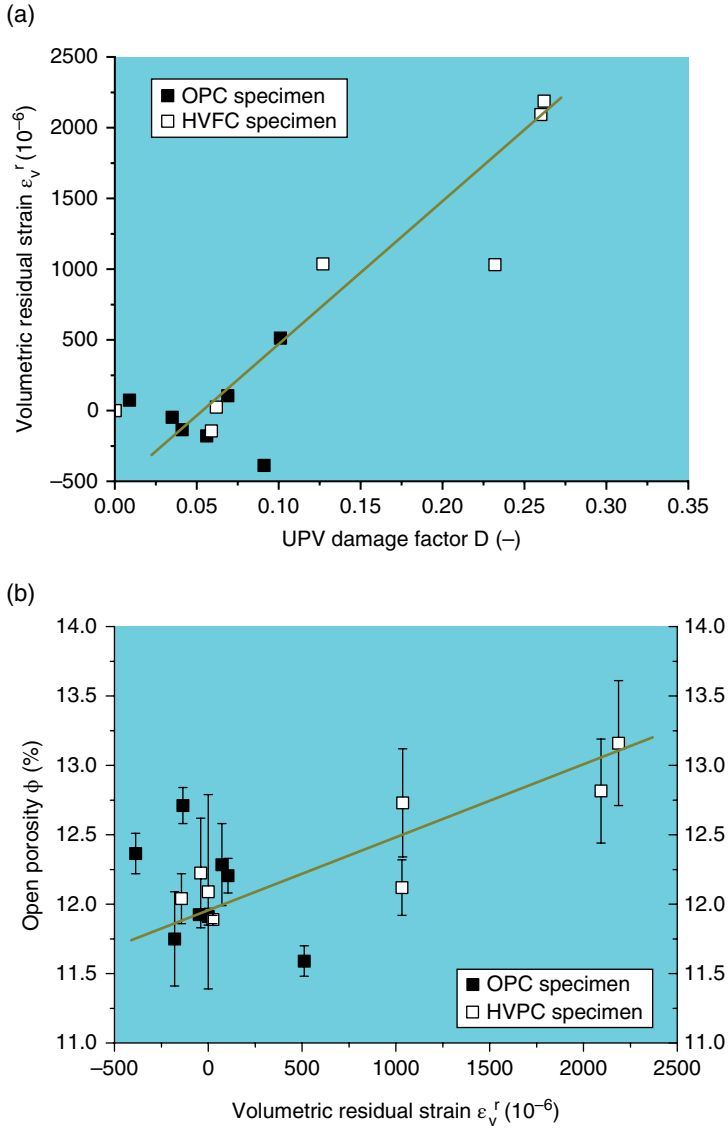 (a)
2500
2000
1500
1000
500
0
–500
Volumetric residual strain εᵥʳ (10⁻⁶)
OPC specimen
HVFC specimen
0.00 0.05 0.10 0.15 0.20 0.25 0.30 0.35
UPV damage factor D (–)
(b)
14.0 14.0
13.5 13.5
13.0 13.0
12.5 12.5
12.0 12.0
11.5 11.5
11.0 11.0
Open porosity ϕ (%)
OPC specimen
HVPC specimen
–500 0 500 1000 1500 2000 2500
Volumetric residual strain εᵥʳ (10⁻⁶)